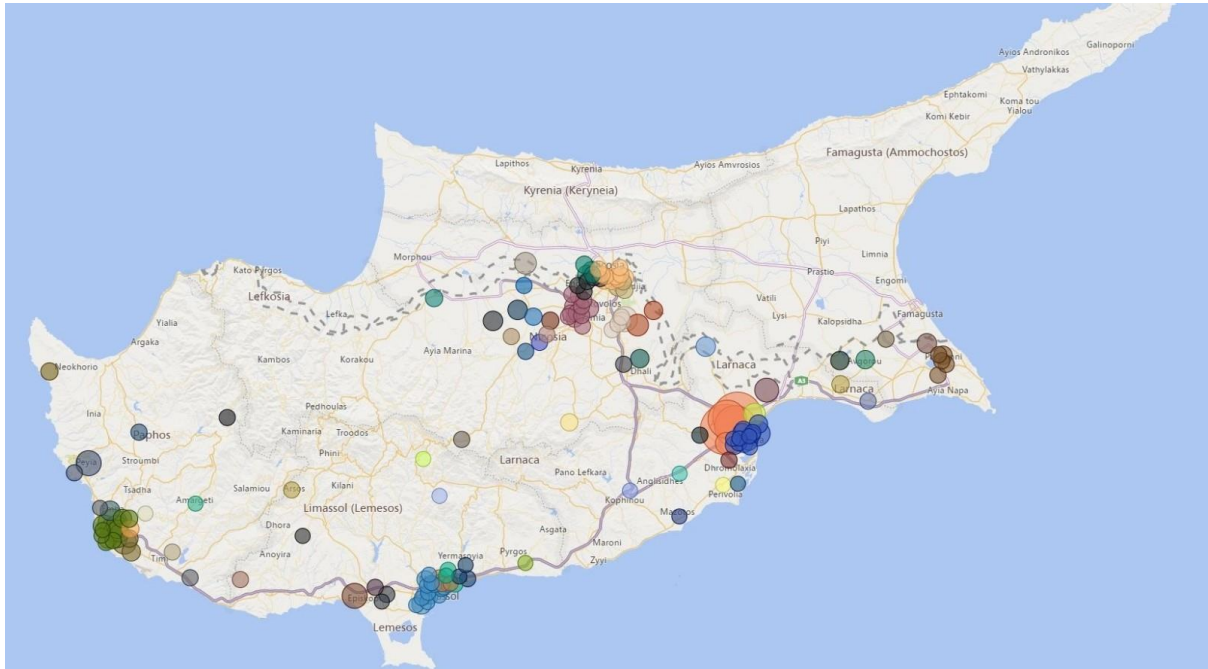 Galinoporni
Ayios Andronikos
Vathylakkas
Ephtakomi
Koma tou
Yialou
Komi Kebir
Famagusta (Ammochostos)
Lapithos
Kyrenia
Ayios Amvrosios
Kyrenia (Keryneia)
Lapathos
Piyi
Limnia
Morphou
Kato Pyrgos
Prastio
Engomi
Lefkosia
Vatili
Lefka
Lysi
Kalopsidha
Famagusta
Yialia
Argaka
Ayia Marina
Kambos
Korakou
Larnaca
Neokhorio
Dhali
Larnaca
Ayia Napa
Pedhoulas
Inia
Kaminaria
Troodos
Paphos
Phini
Stroumbi
Larnaca
Pano Lefkara
Dhromolaxia
Anglisidhes
Tsadha
Salamiou
Kilani
Perivolia
Kophinou
Limassol (Lemesos)
Dhora
Asgata
Maroni
Anoyira
Yermasoyia
Pyrgos
Zyyi
Lemesos